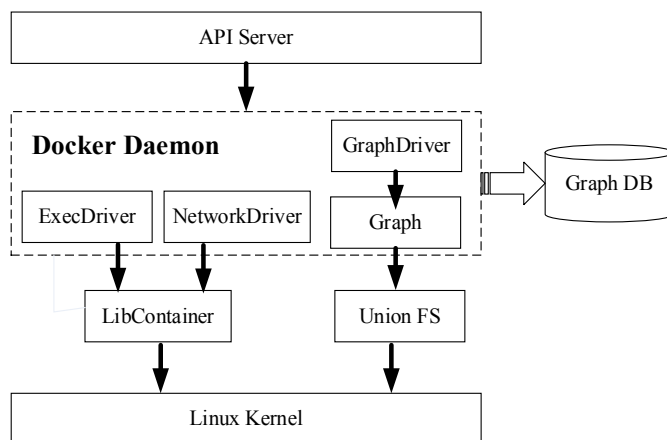 API Server
Docker Daemon
GraphDriver
Graph DB
ExecDriver
NetworkDriver
Graph
LibContainer
Union FS
Linux Kernel